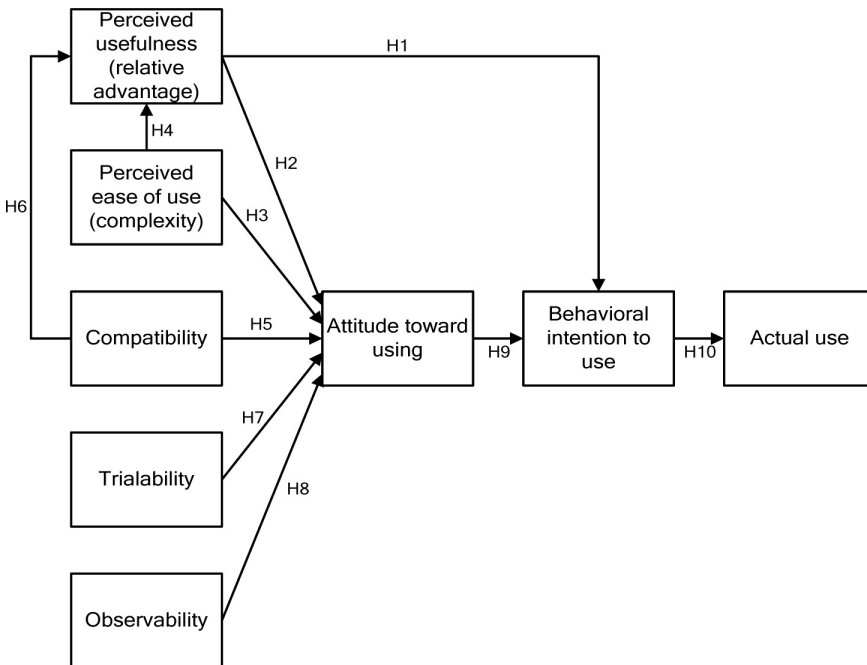 Perceived
usefulness
(relative
advantage)
H1
H4
H2
Perceived
ease of use
(complexity)
H6
H3
Compatibility
H5
Attitude toward
using
H9
Behavioral
intention to
use
H10
Actual use
H7
Trialability
H8
Observability